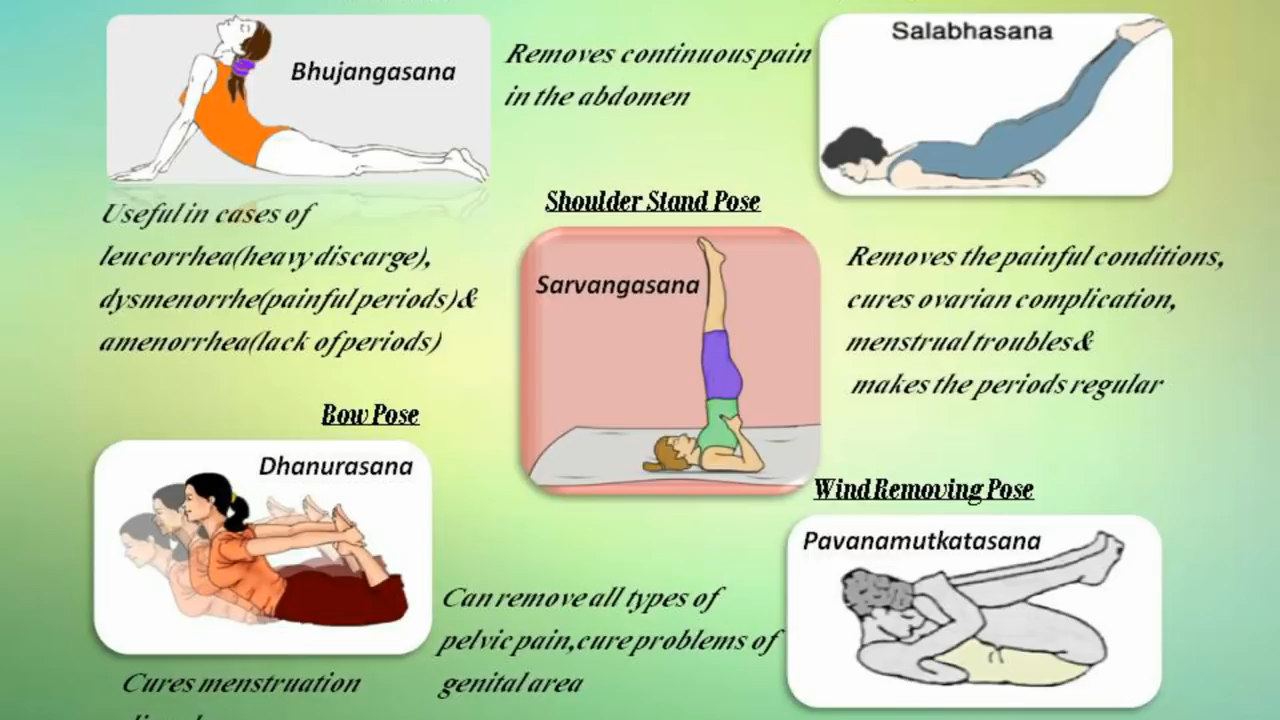 Bhujangasana
Removes continuous pain
in the abdomen
Salabhasana
Useful in cases of
leucorrhea(heavy discarge),
dysmenorrhe(painful periods)&
amenorrhea(lack of periods)
Shoulder Stand Pose
Sarvangasana
Removes the painful conditions,
cures ovarian complication,
menstrual troubles&
makes the periods regular
Bow Pose
Dhanurasana
Cures menstruation
Can remove all types of
pelvic pain,cure problems of
genital area
Wind Removing Pose
Pavanamutkatasana